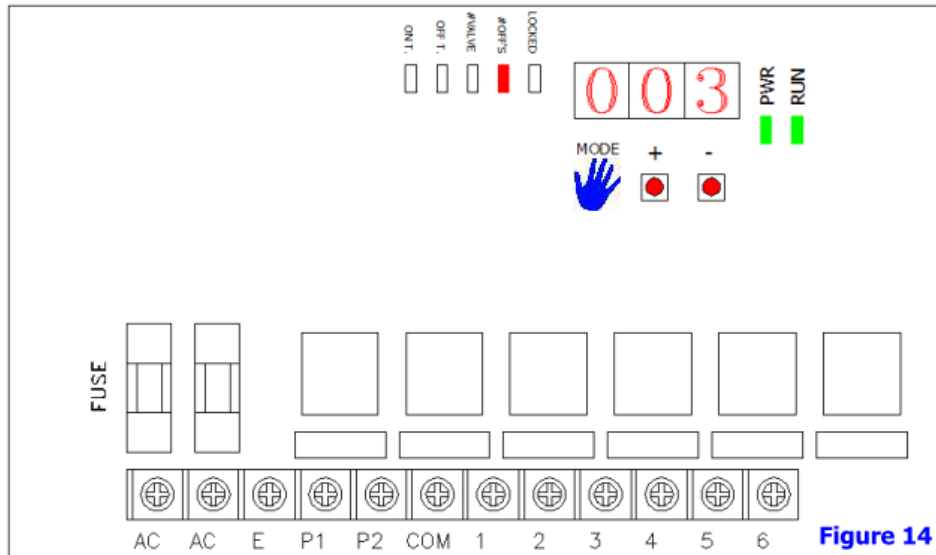 ON T.
OFF T.
#VALVE
#OFF'S
LOCKED
003
PWR
RUN
MODE + -
FUSE
AC AC E P1 P2 COM 1 2 3 4 5 6
Figure 14